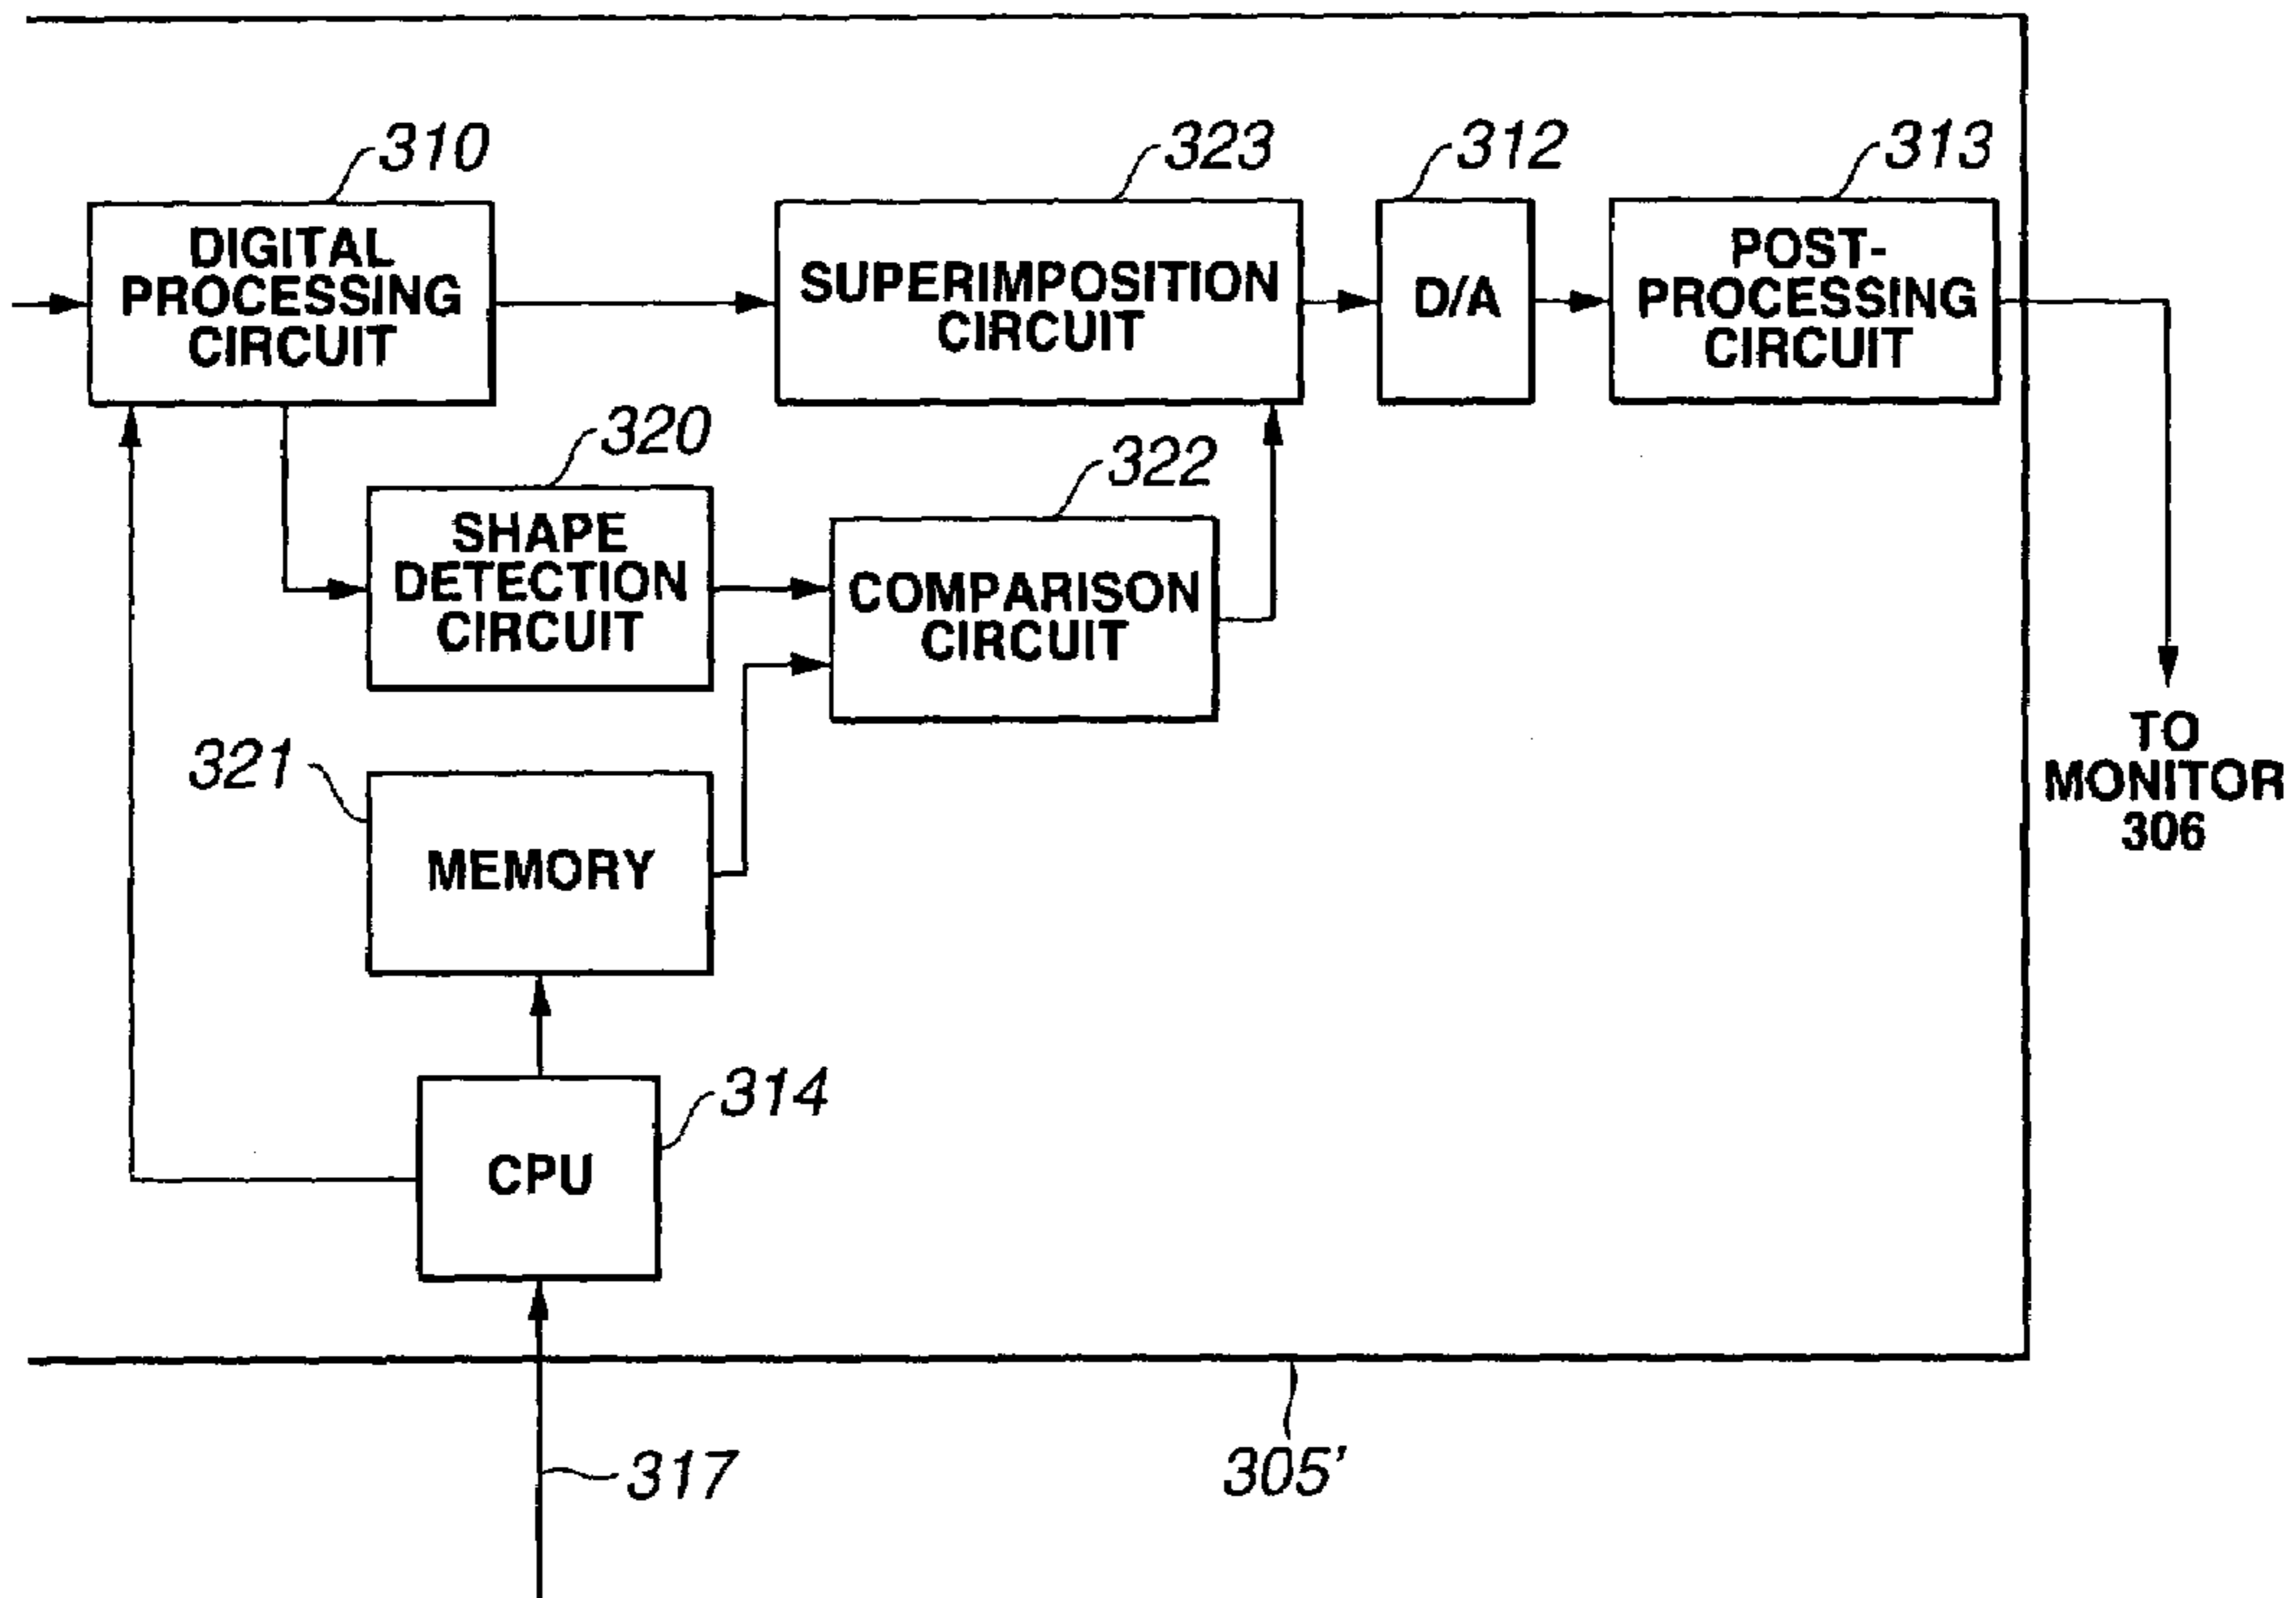 310
323
312
313
DIGITAL
PROCESSING
CIRCUIT
SUPERIMPOSITION
CIRCUIT
D/A
POST-
PROCESSING
CIRCUIT
320
322
SHAPE
DETECTION
CIRCUIT
COMPARISON
CIRCUIT
321
MEMORY
TO
MONITOR
306
314
CPU
317
305'